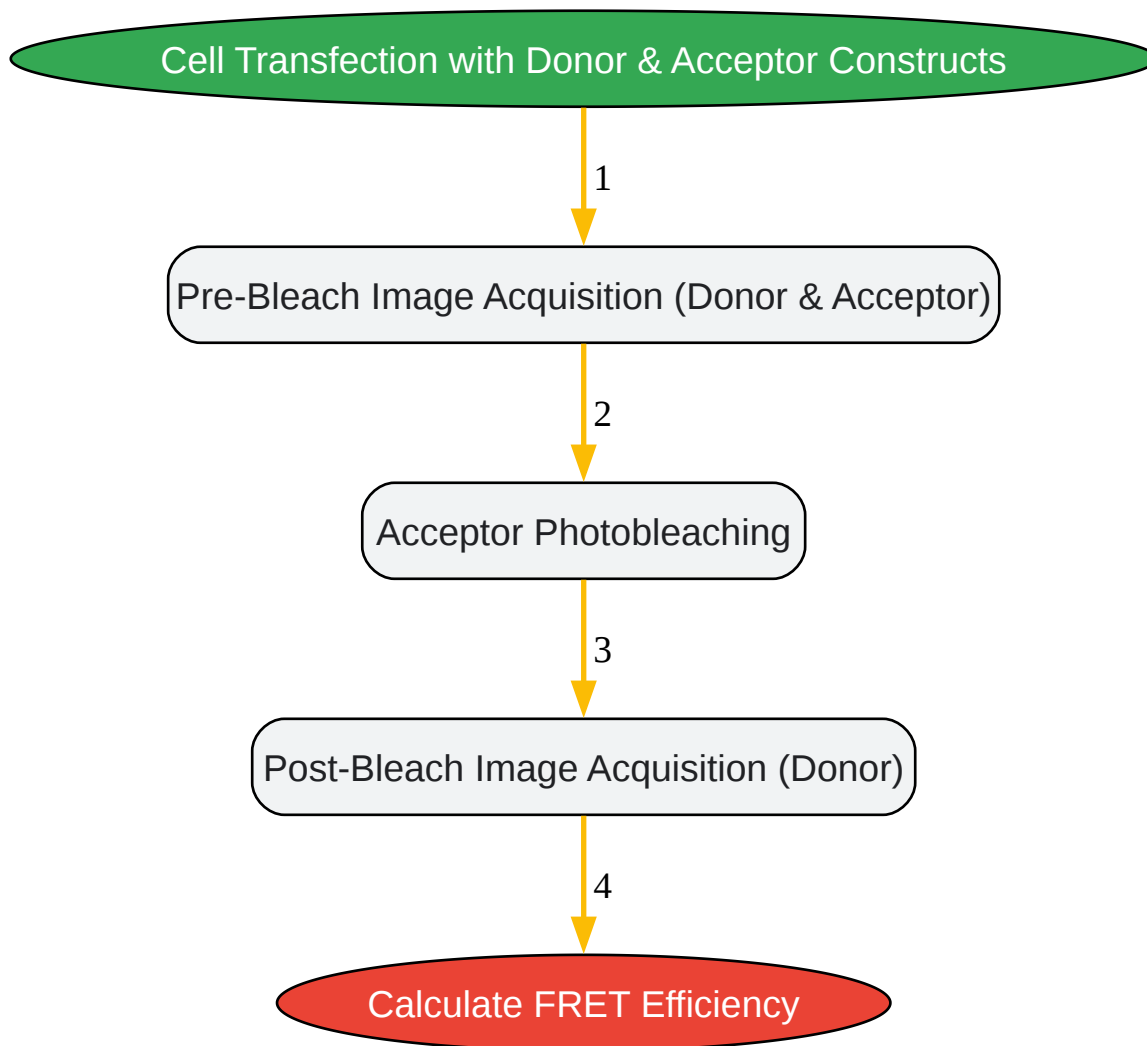 Cell Transfection with Donor & Acceptor Constructs
1
Pre-Bleach Image Acquisition (Donor & Acceptor)
2
Acceptor Photobleaching
3
Post-Bleach Image Acquisition (Donor)
4
Calculate FRET Efficiency